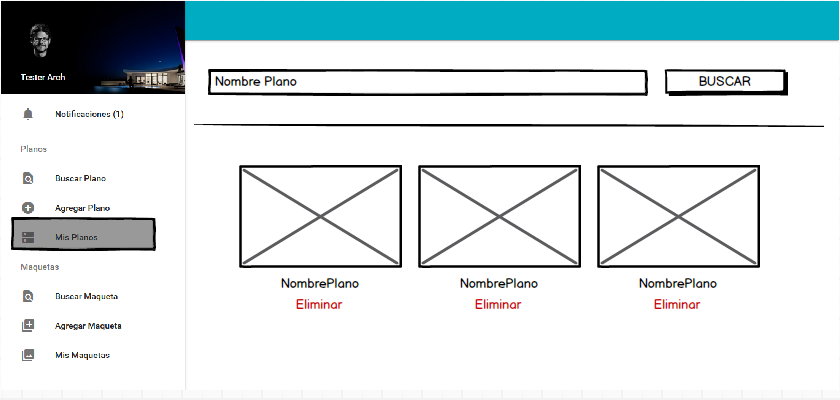 Tester Arah
Notificaciones (1)
Planos
Buscar Plano
Agregar Plano
Mis Planos
Maquetas
Buscar Maqueta
Agregar Maqueta
Mis Maquetas
Nombre Plano
BUSCAR
NombrePlano
Eliminar
NombrePlano
Eliminar
NombrePlano
Eliminar